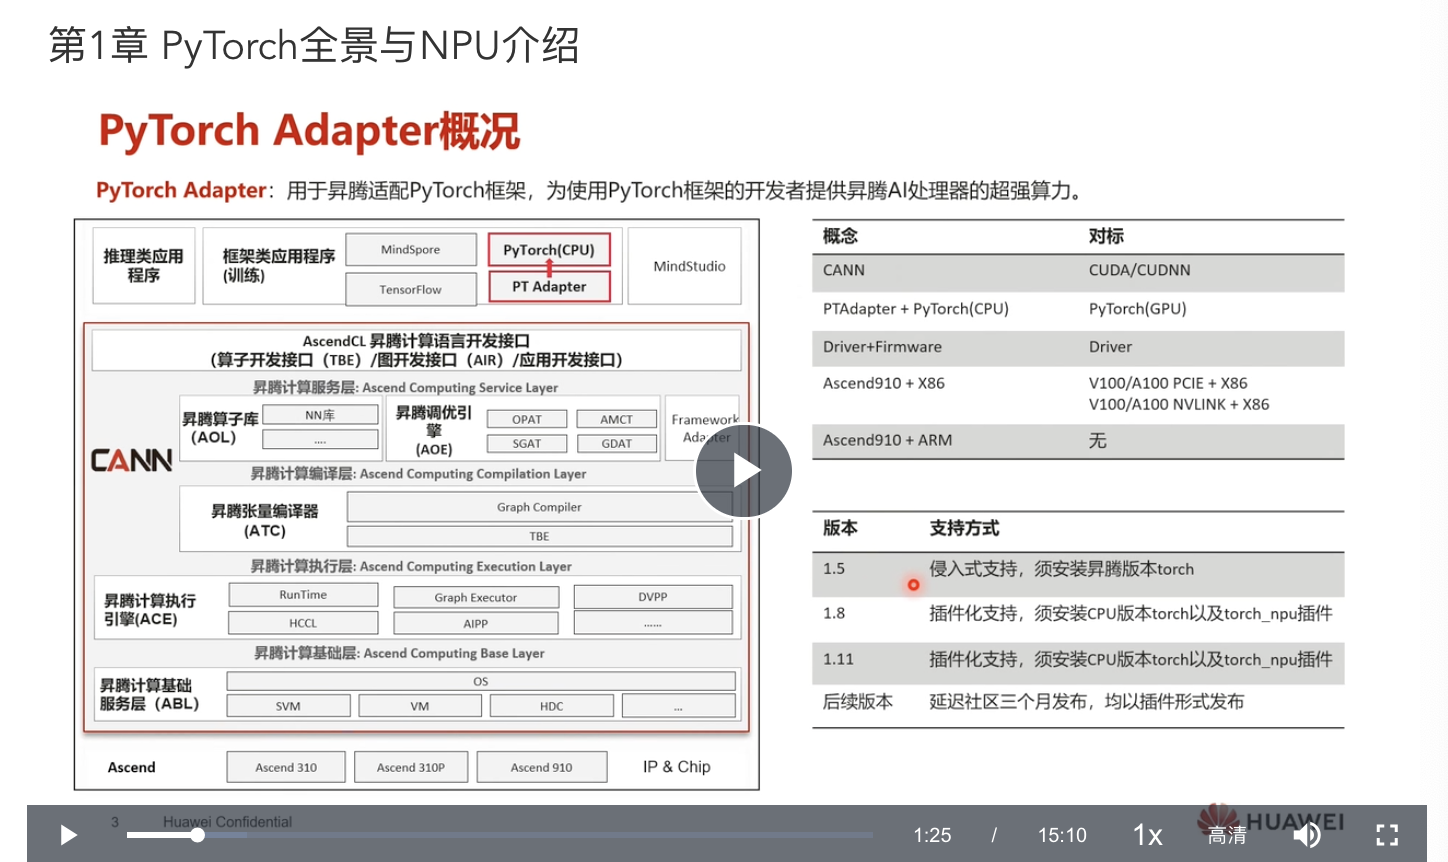 第1章 PyTorch全景与NPU介绍
PyTorch Adapter概况
PyTorch Adapter：用于昇腾适配PyTorch框架，为使用PyTorch框架的开发者提供昇腾AI处理器的超强算力。
推理类应用
程序
框架类应用程序
(训练)
MindSpore
TensorFlow
PyTorch(CPU)
PT Adapter
MindStudio
AscendCL 昇腾计算语言开发接口
(算子开发接口（TBE）/图开发接口（AIR）/应用开发接口)
昇腾计算服务层: Ascend Computing Service Layer
CANN
昇腾算子库
(AOL)
NN库
....
昇腾调优引
擎
(AOE)
OPAT
AMCT
SGAT
GDAT
Framework
Adapter
昇腾计算编译层: Ascend Computing Compilation Layer
昇腾张量编译器
(ATC)
Graph Compiler
TBE
昇腾计算执行层: Ascend Computing Execution Layer
昇腾计算执行
引擎(ACE)
RunTime
Graph Executor
DVPP
HCCL
AIPP
......
昇腾计算基础层: Ascend Computing Base Layer
昇腾计算基础
服务层（ABL）
OS
SVM
VM
HDC
...
Ascend
Ascend 310
Ascend 310P
Ascend 910
IP & Chip
概念 对标
CANN CUDA/CUDNN
PTAdapter + PyTorch(CPU) PyTorch(GPU)
Driver+Firmware Driver
Ascend910 + X86 V100/A100 PCIE + X86
V100/A100 NVLINK + X86
Ascend910 + ARM 无
版本 支持方式
1.5 侵入式支持，须安装昇腾版本torch
1.8 插件化支持，须安装CPU版本torch以及torch_npu插件
1.11 插件化支持，须安装CPU版本torch以及torch_npu插件
后续版本 延迟社区三个月发布，均以插件形式发布
3 Huawei Confidential
HUAWEI
1:25 / 15:10 1x 高清